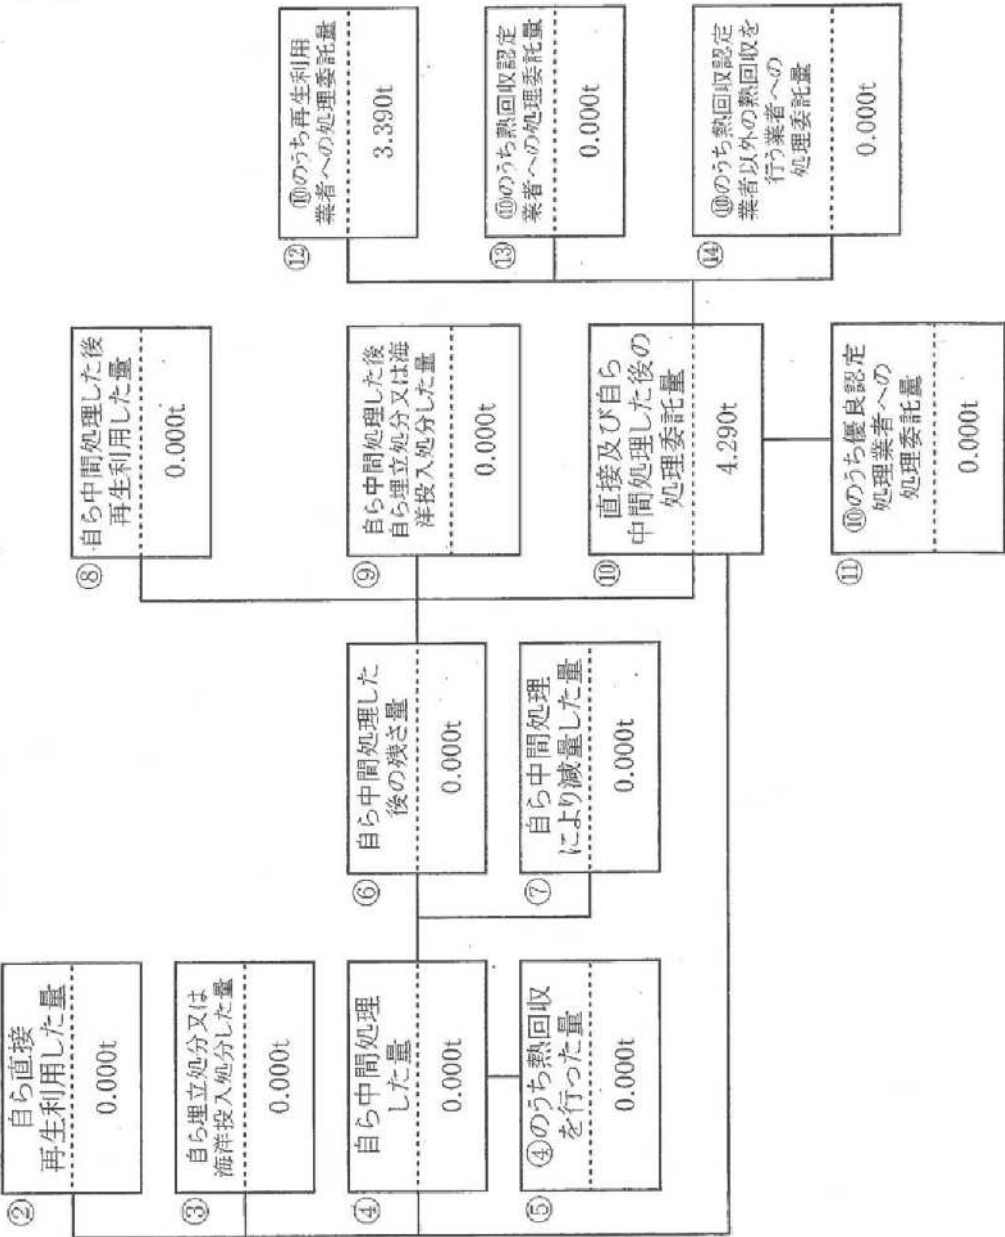 ②
自ら直接
再生利用した量
0.000t
③
自ら埋立処分又は
海洋投入処分した量
0.000t
④
自ら中間処理
した量
0.000t
⑤
④のうち熱回収
を行った量
0.000t
⑥
自ら中間処理した
後の残さ量
0.000t
⑦
自ら中間処理
により減量した量
0.000t
⑧
自ら中間処理した後
再生利用した量
0.000t
⑨
自ら中間処理した後
自ら埋立処分又は海
洋投入処分した量
0.000t
⑩
直接及び自ら
中間処理した後の
処理委託量
4.290t
⑪
⑩のうち優良認定
処理業者への
処理委託量
0.000t
⑫
⑩のうち再生利用
業者への処理委託量
3.390t
⑬
⑩のうち熱回収認定
業者への処理委託量
0.000t
⑭
⑩のうち熱回収認定
業者以外の熱回収を
行う業者への
処理委託量
0.000t